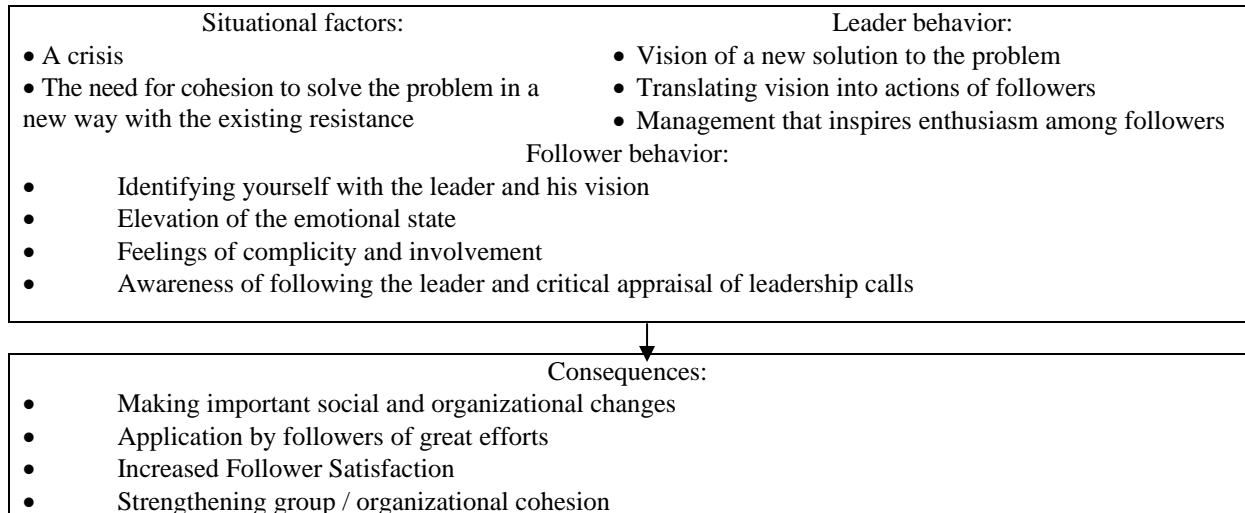 Situational factors:
• A crisis
• The need for cohesion to solve the problem in a
new way with the existing resistance
Leader behavior:
• Vision of a new solution to the problem
• Translating vision into actions of followers
• Management that inspires enthusiasm among followers
Follower behavior:
• Identifying yourself with the leader and his vision
• Elevation of the emotional state
• Feelings of complicity and involvement
• Awareness of following the leader and critical appraisal of leadership calls
Consequences:
• Making important social and organizational changes
• Application by followers of great efforts
• Increased Follower Satisfaction
• Strengthening group / organizational cohesion